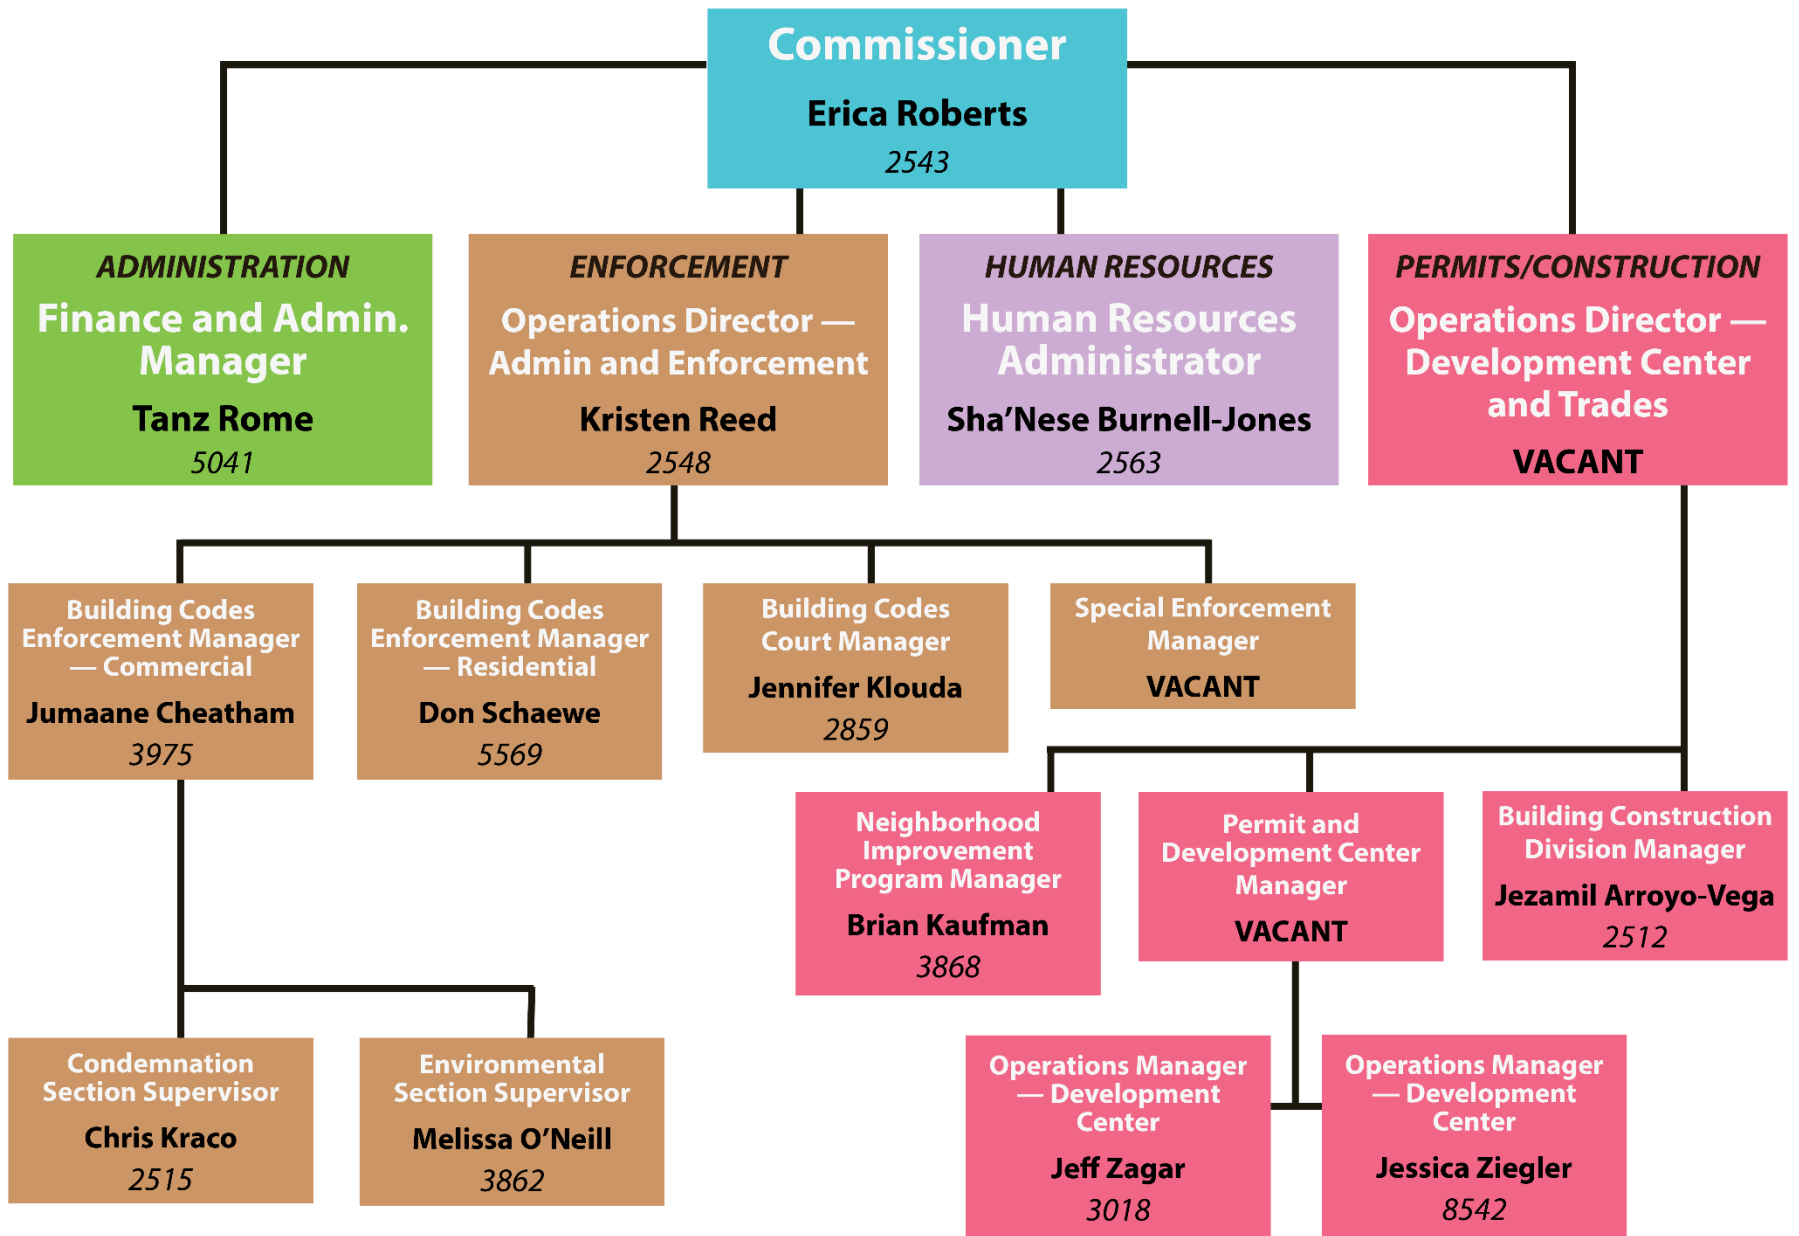 Commissioner
Erica Roberts
2543
ADMINISTRATION
Finance and Admin.
Manager
Tanz Rome
5041
ENFORCEMENT
Operations Director —
Admin and Enforcement
Kristen Reed
2548
HUMAN RESOURCES
Human Resources
Administrator
Sha’Nese Burnell-Jones
2563
PERMITS/CONSTRUCTION
Operations Director —
Development Center
and Trades
VACANT
Building Codes
Enforcement Manager
— Commercial
Jumaane Cheatham
3975
Building Codes
Enforcement Manager
— Residential
Don Schaewe
5569
Building Codes
Court Manager
Jennifer Klouda
2859
Special Enforcement
Manager
VACANT
Neighborhood
Improvement
Program Manager
Brian Kaufman
3868
Permit and
Development Center
Manager
VACANT
Building Construction
Division Manager
Jezamil Arroyo-Vega
2512
Condemnation
Section Supervisor
Chris Kraco
2515
Environmental
Section Supervisor
Melissa O’Neill
3862
Operations Manager
— Development
Center
Jeff Zagar
3018
Operations Manager
— Development
Center
Jessica Ziegler
8542